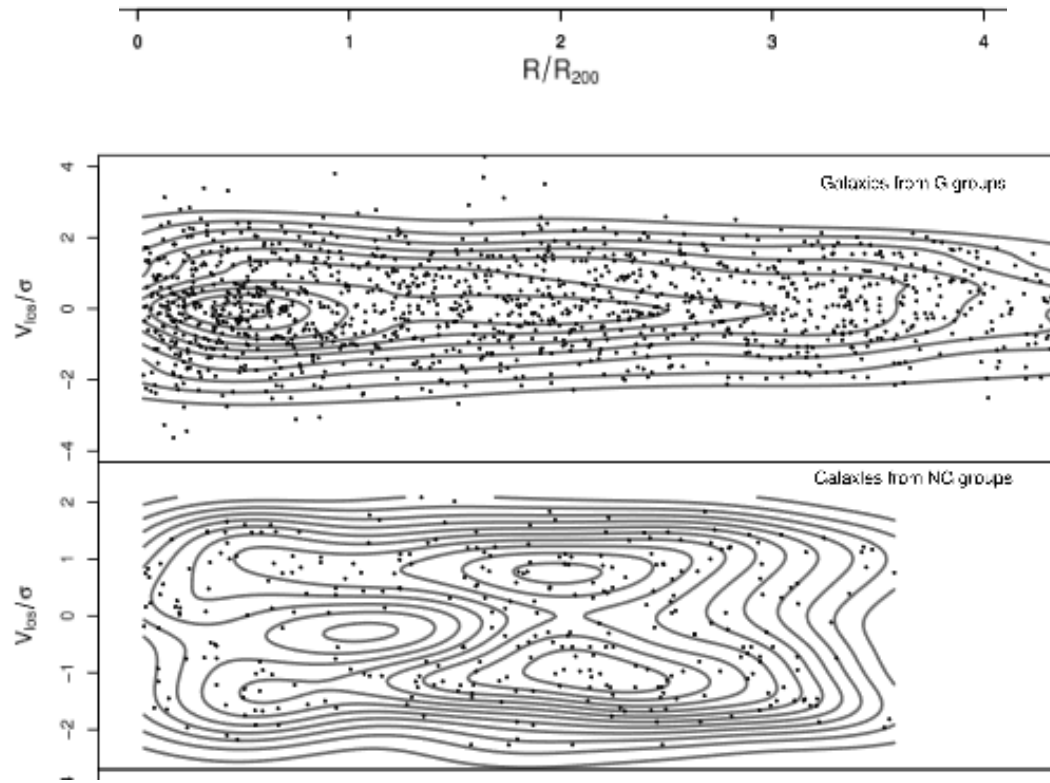 0 1 2 3 4
R/R200
4
2
0
-2
-4
Vlos/σ
Galaxies from G groups
2
1
0
-1
-2
Vlos/σ
Galaxies from NG groups